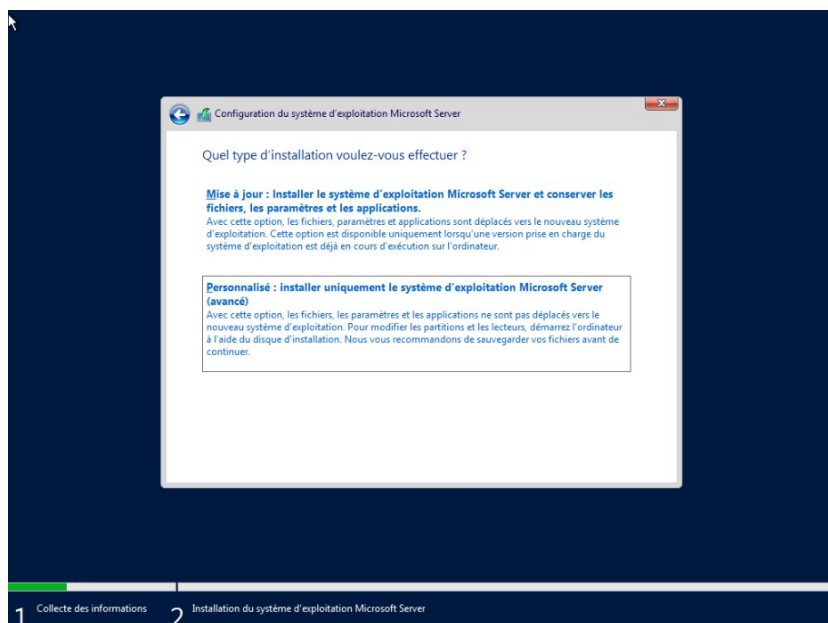 Configuration du système d'exploitation Microsoft Server
Quel type d'installation voulez-vous effectuer ?
Mise à jour : Installer le système d'exploitation Microsoft Server et conserver les
fichiers, les paramètres et les applications.
Avec cette option, les fichiers, paramètres et applications sont déplacés vers le nouveau système
d'exploitation. Cette option est disponible uniquement lorsqu'une version prise en charge du
système d'exploitation est déjà en cours d'exécution sur l'ordinateur.
Personnalisé : installer uniquement le système d'exploitation Microsoft Server
(avancé)
Avec cette option, les fichiers, les paramètres et les applications ne sont pas déplacés vers le
nouveau système d'exploitation. Pour modifier les partitions et les lecteurs, démarrez l'ordinateur
à l'aide du disque d'installation. Nous vous recommandons de sauvegarder vos fichiers avant de
continuer.
1 Collecte des informations
2 Installation du système d'exploitation Microsoft Server